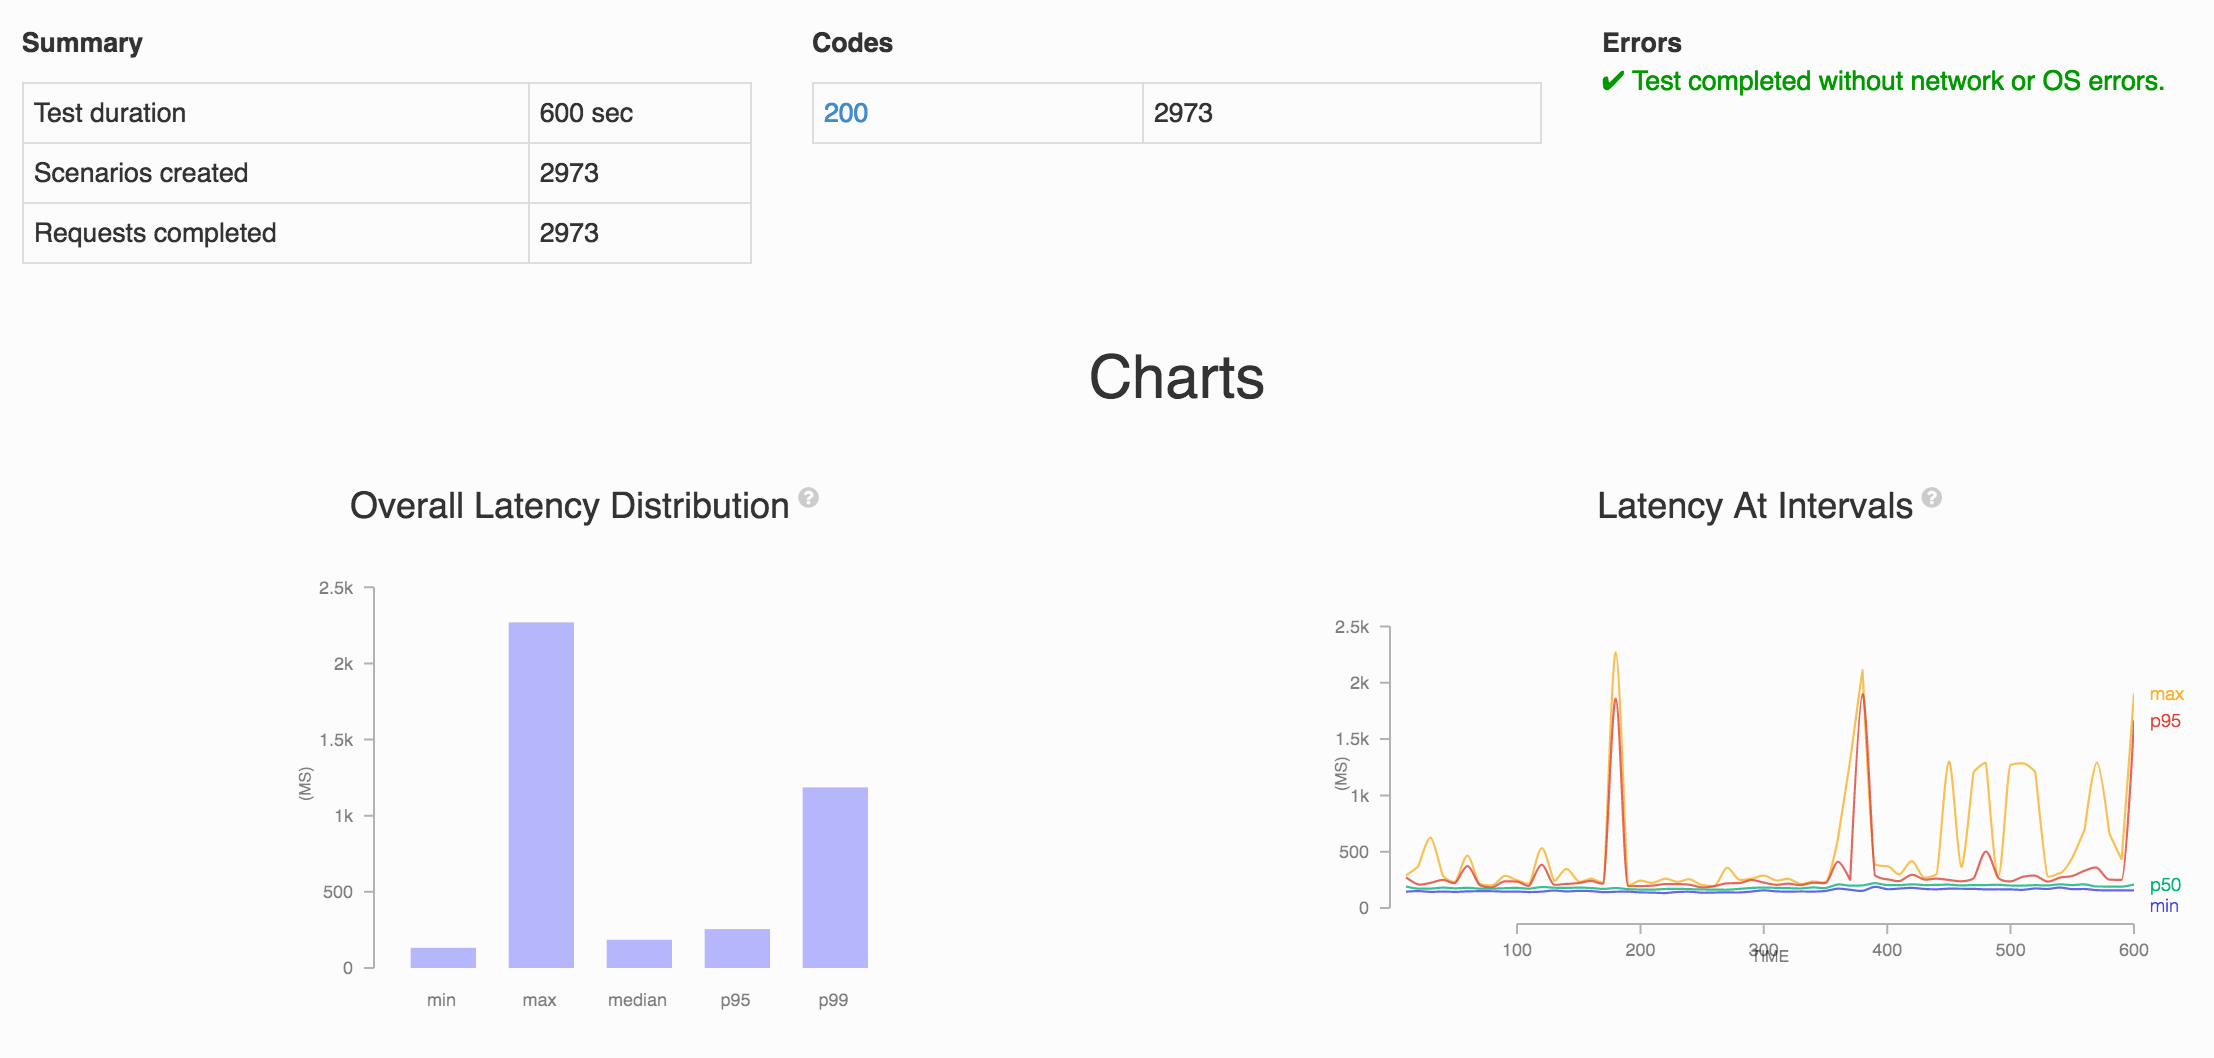 Summary
Test duration 600 sec
Scenarios created 2973
Requests completed 2973
Codes
200 2973
Errors
✔ Test completed without network or OS errors.
Charts
Overall Latency Distribution ?
2.5k
2k
1.5k
1k
500
0
(MS)
min max median p95 p99
Latency At Intervals ?
2.5k
2k
1.5k
1k
500
0
(MS)
max
p95
p50
min
100 200 300 400 500 600
TIME